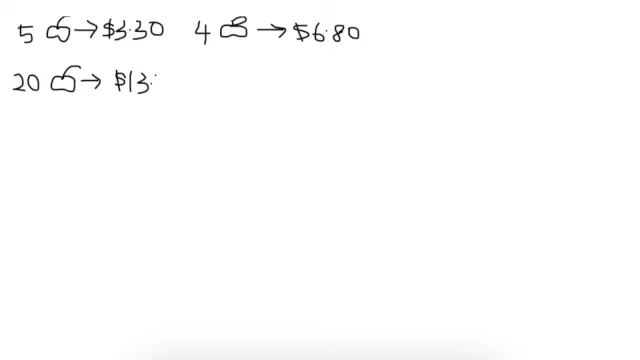 5 → $3.30 4 → $6.80
20 → $13.